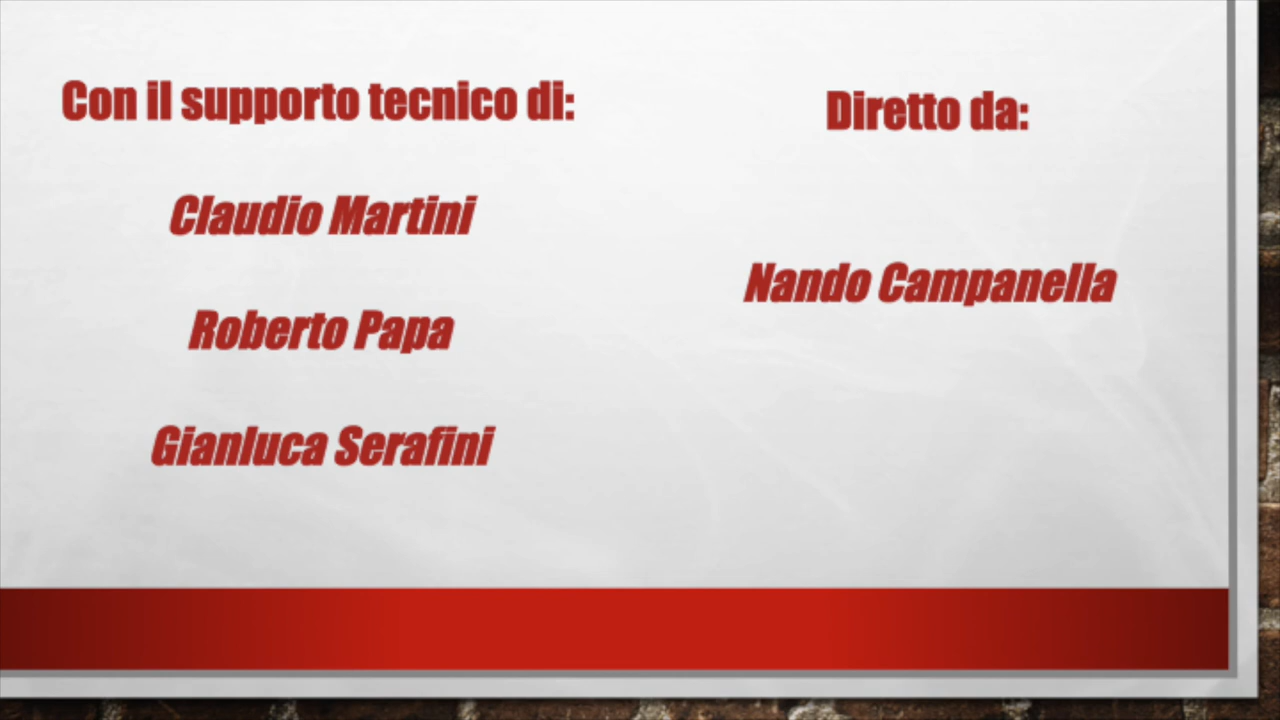 Con il supporto tecnico di:
Claudio Martini
Roberto Papa
Gianluca Serafini
Diretto da:
Nando Campanella